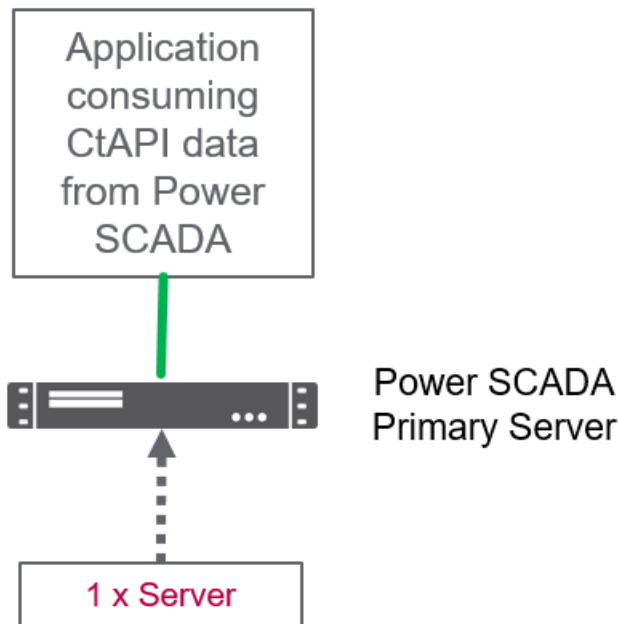 Application
consuming
CtAPI data
from Power
SCADA
Power SCADA
Primary Server
1 x Server